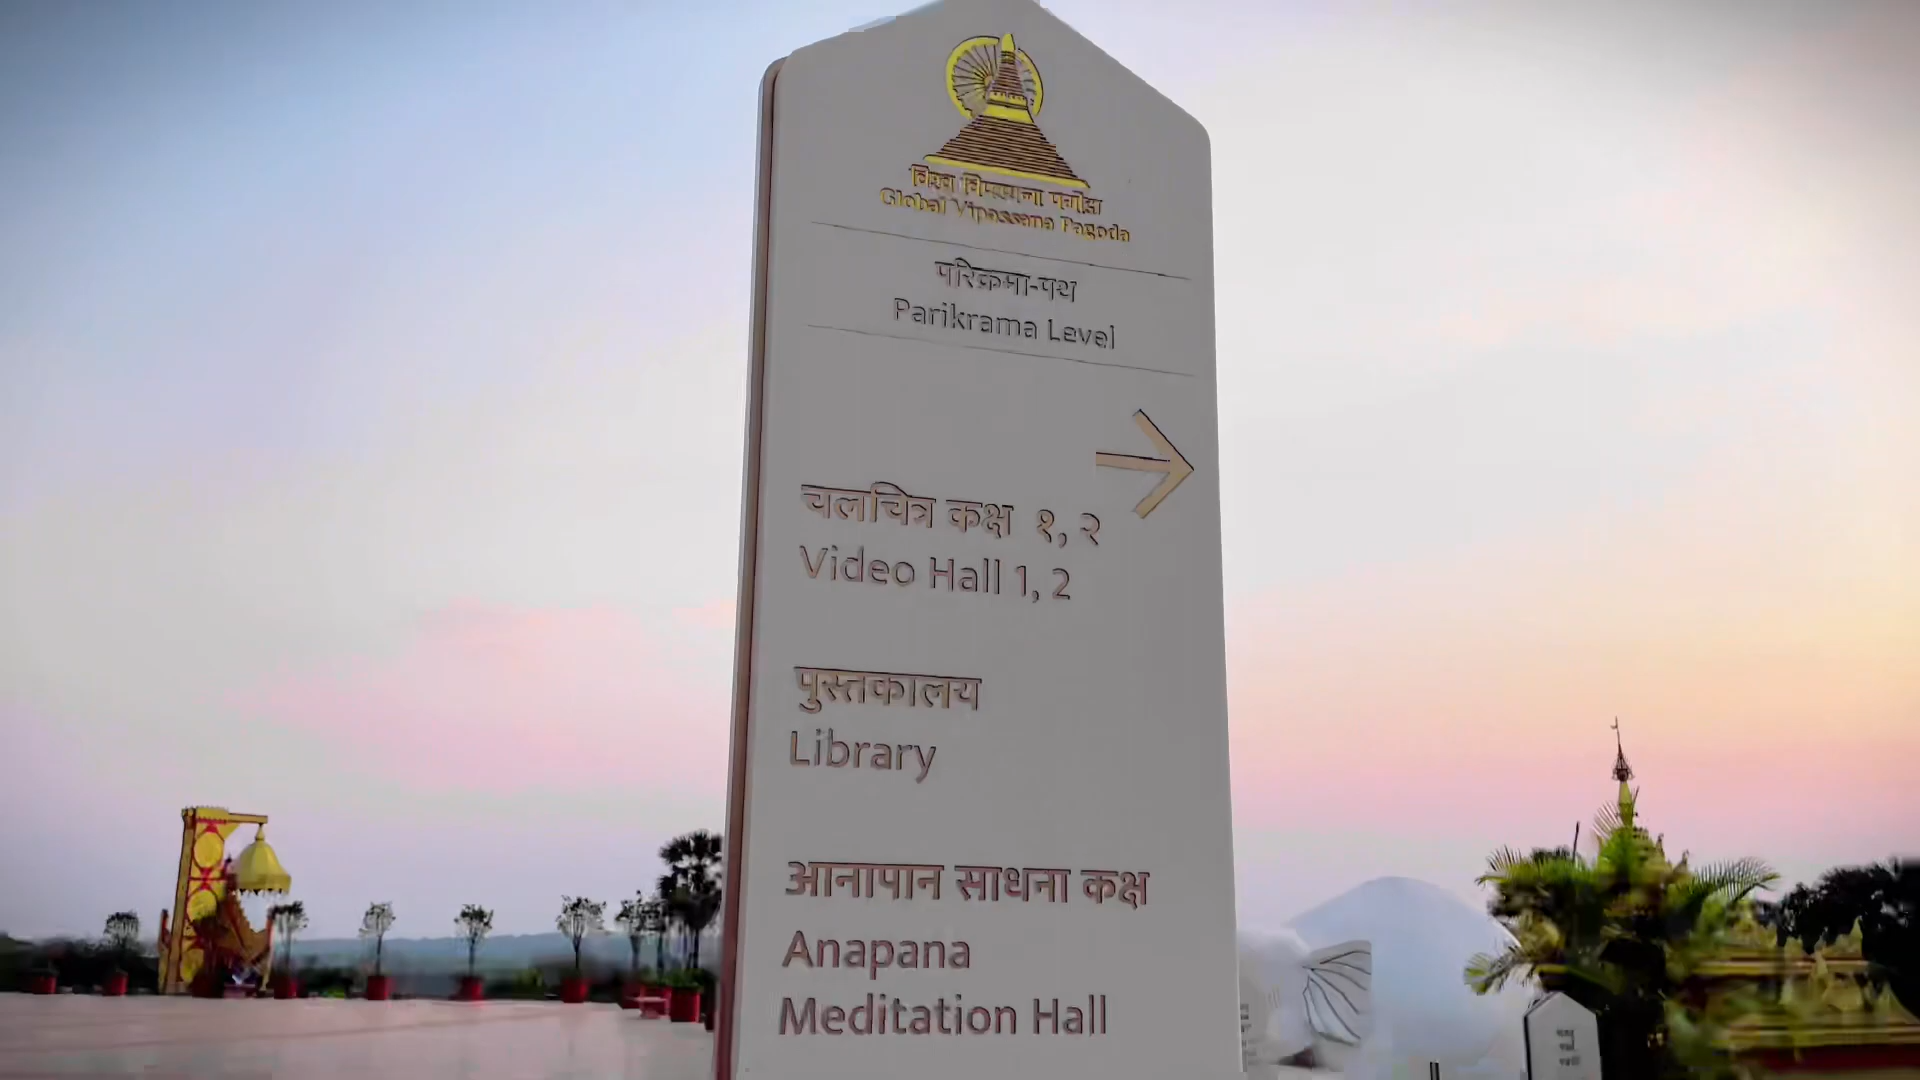 विश्व विपश्यना पगोडा
Global Vipassana Pagoda
परिक्रमा-पथ
Parikrama Level
चलचित्र कक्ष १, २
Video Hall 1, 2
पुस्तकालय
Library
आनापान साधना कक्ष
Anapana
Meditation Hall